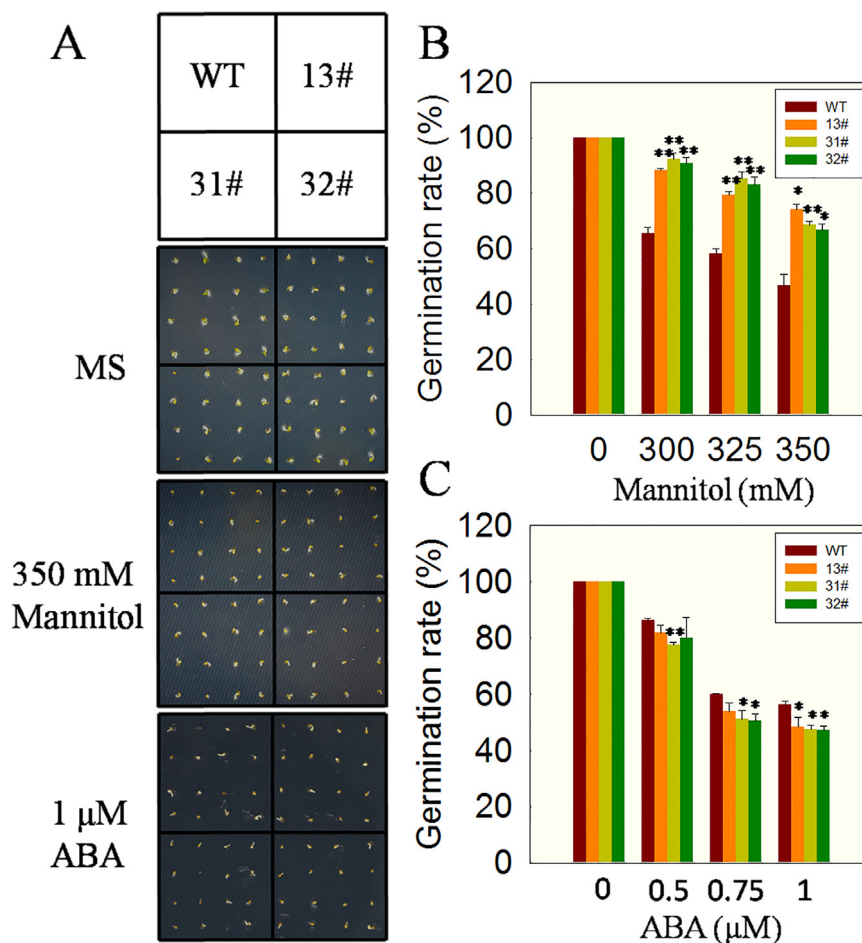 A
WT 13#
31# 32#
MS
350 mM
Mannitol
1 μM
ABA
B
Germination rate (%)
120
100
80
60
40
20
0
WT
13#
31#
32#
** ** **
** ** **
* ** *
0 300 325 350
Mannitol (mM)
C
Germination rate (%)
120
100
80
60
40
20
0
WT
13#
31#
32#
**
* *
* * *
0 0.5 0.75 1
ABA (μM)